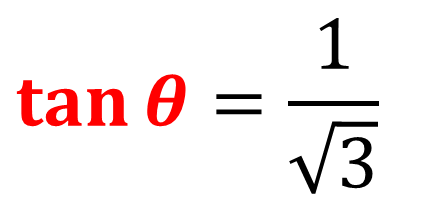 tan θ = 1/√3